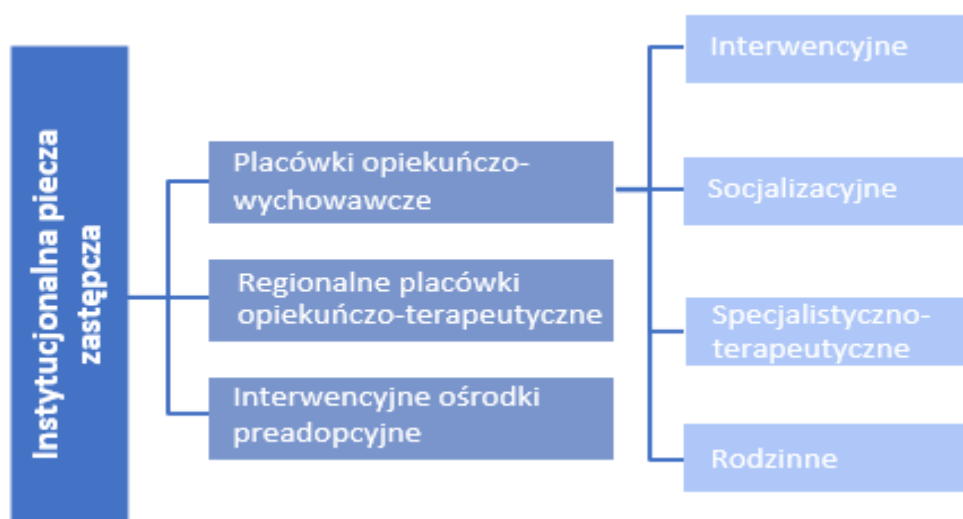 Instytucjonalna piecza
zastępcza
Placówki opiekuńczo-
wychowawcze
Regionalne placówki
opiekuńczo-terapeutyczne
Interwencyjne ośrodki
preadopcyjne
Interwencyjne
Socjalizacyjne
Specjalistyczno-
terapeutyczne
Rodzinne